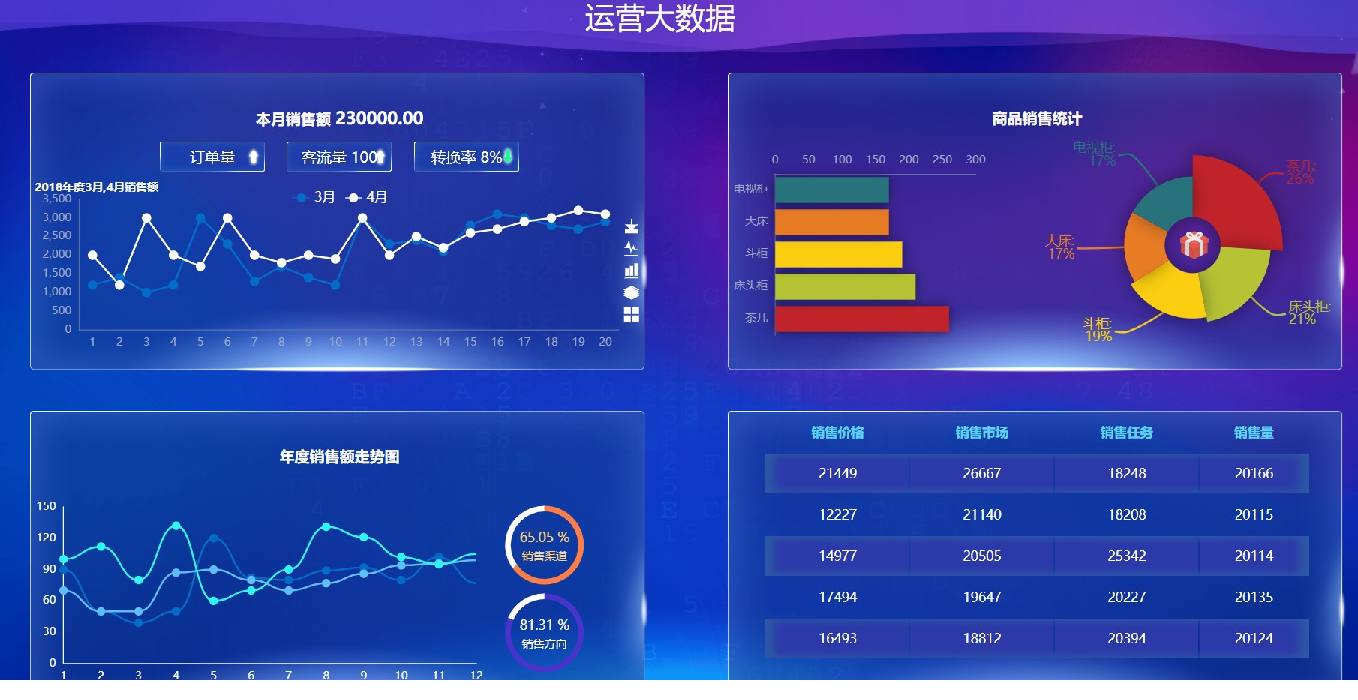 运营大数据
本月销售额 230000.00
订单量 客流量 100 转换率 8%
2018年度3月,4月销售额
3月 4月
3,500
3,000
2,500
2,000
1,500
1,000
500
0
1 2 3 4 5 6 7 8 9 10 11 12 13 14 15 16 17 18 19 20
商品销售统计
0 50 100 150 200 250 300
电视柜
大床
斗柜
床头柜
茶几
电视柜:
17%
茶几:
26%
大床:
17%
床头柜:
21%
斗柜:
19%
年度销售额走势图
150
120
90
60
30
0
1 2 3 4 5 6 7 8 9 10 11 12
65.05 %
销售渠道
81.31 %
销售方向
销售价格 销售市场 销售任务 销售量
21449 26667 18248 20166
12227 21140 18208 20115
14977 20505 25342 20114
17494 19647 20227 20135
16493 18812 20394 20124